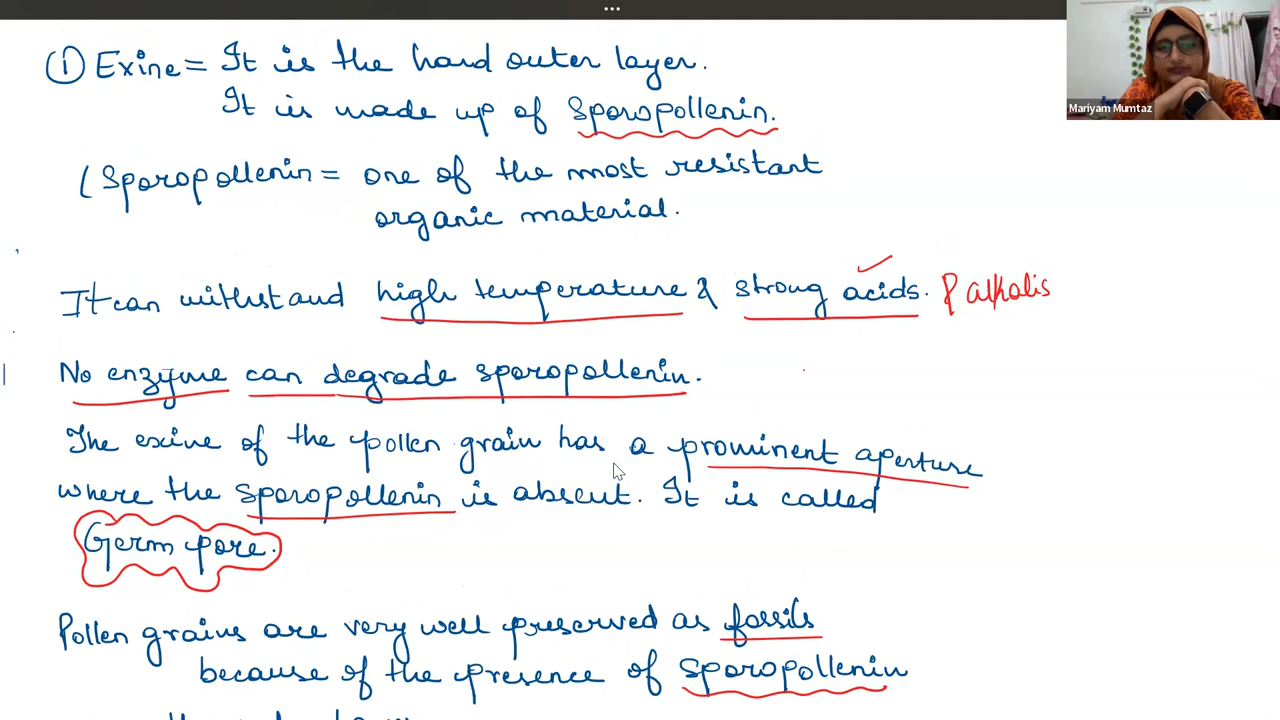 ① Exine = It is the hard outer layer.
It is made up of Sporopollenin.
(Sporopollenin = one of the most resistant
organic material.
It can withstand high temperature & strong acids. & alkalis
No enzyme can degrade sporopollenin.
The exine of the pollen grain has a prominent aperture
where the sporopollenin is absent. It is called
Germ pore.
Pollen grains are very well preserved as fossils
because of the presence of sporopollenin
Mariyam Mumtaz